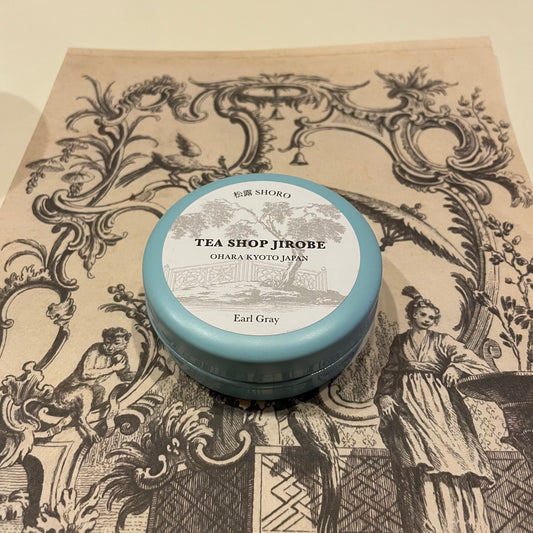 松露 SHORO
TEA SHOP JIROBE
OHARA KYOTO JAPAN
Earl Gray